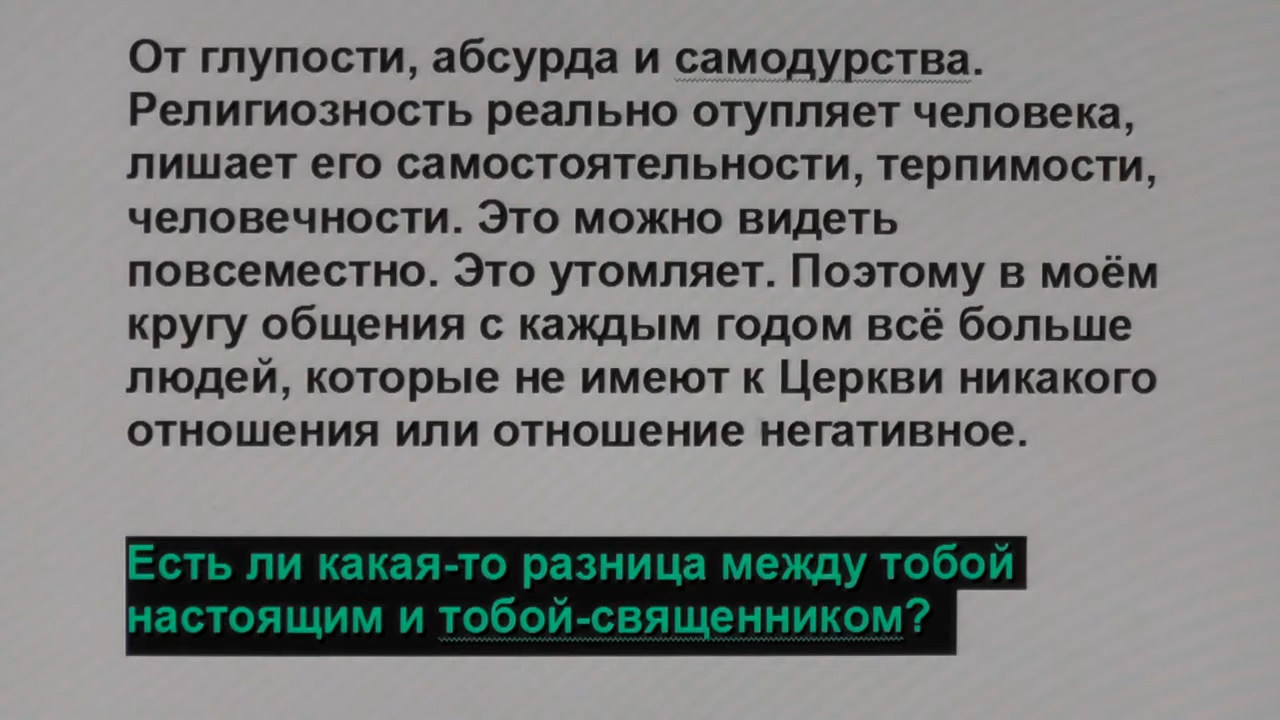 От глупости, абсурда и самодурства.
Религиозность реально отупляет человека,
лишает его самостоятельности, терпимости,
человечности. Это можно видеть
повсеместно. Это утомляет. Поэтому в моём
кругу общения с каждым годом всё больше
людей, которые не имеют к Церкви никакого
отношения или отношение негативное.
Есть ли какая-то разница между тобой
настоящим и тобой-священником?